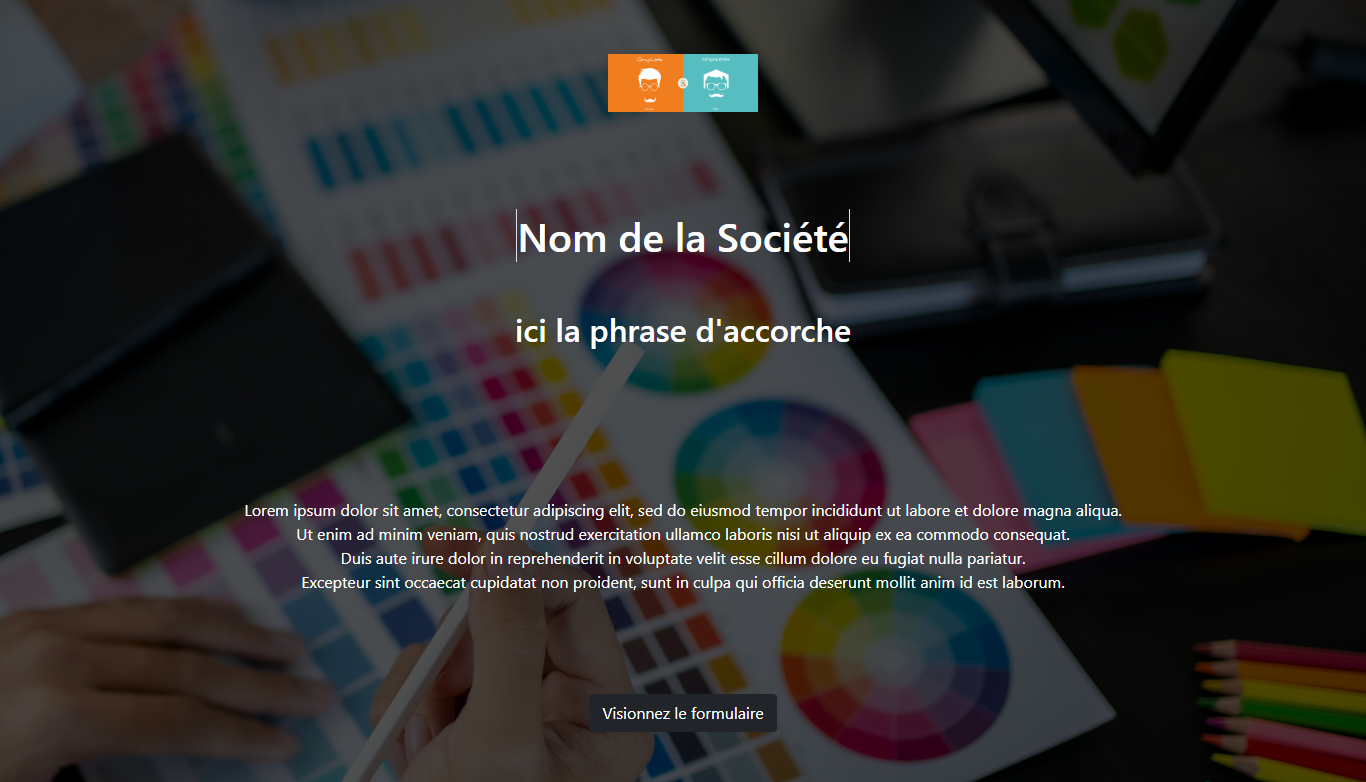 Nom de la Société
ici la phrase d'accorche
Lorem ipsum dolor sit amet, consectetur adipiscing elit, sed do eiusmod tempor incididunt ut labore et dolore magna aliqua.
Ut enim ad minim veniam, quis nostrud exercitation ullamco laboris nisi ut aliquip ex ea commodo consequat.
Duis aute irure dolor in reprehenderit in voluptate velit esse cillum dolore eu fugiat nulla pariatur.
Excepteur sint occaecat cupidatat non proident, sunt in culpa qui officia deserunt mollit anim id est laborum.
Visionnez le formulaire